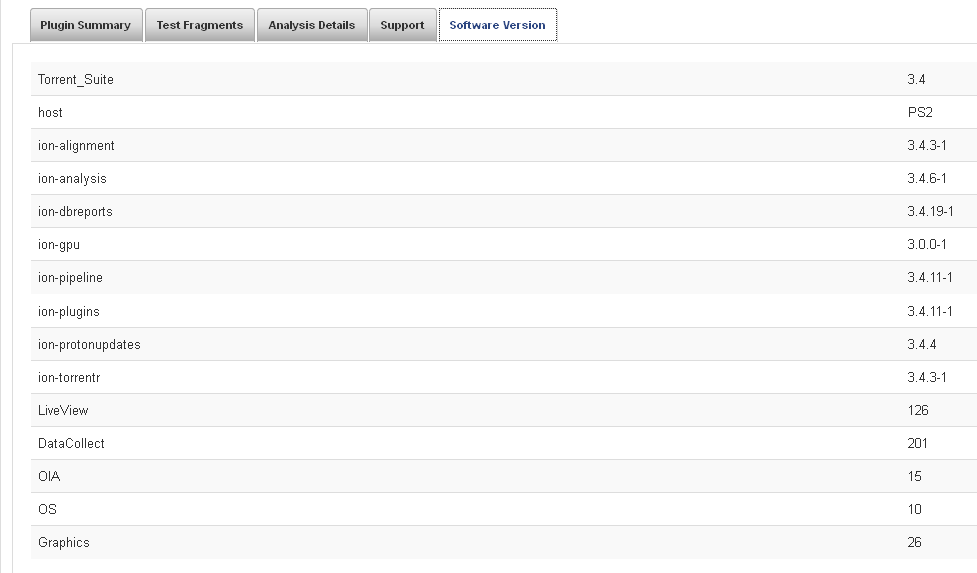 Plugin Summary Test Fragments Analysis Details Support Software Version
Torrent_Suite 3.4
host PS2
ion-alignment 3.4.3-1
ion-analysis 3.4.6-1
ion-dbreports 3.4.19-1
ion-gpu 3.0.0-1
ion-pipeline 3.4.11-1
ion-plugins 3.4.11-1
ion-protonupdates 3.4.4
ion-torrentr 3.4.3-1
LiveView 126
DataCollect 201
OIA 15
OS 10
Graphics 26